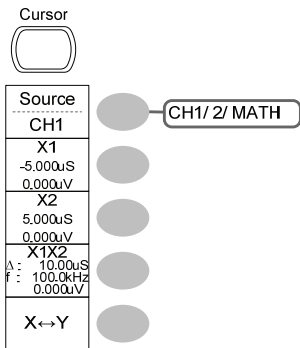 Cursor
Source
CH1
CH1/ 2/ MATH
X1
-5.000uS
0.000uV
X2
5.000uS
0.000uV
X1X2
Δ : 10.00uS
f : 100.0kHz
0.000uV
X↔Y